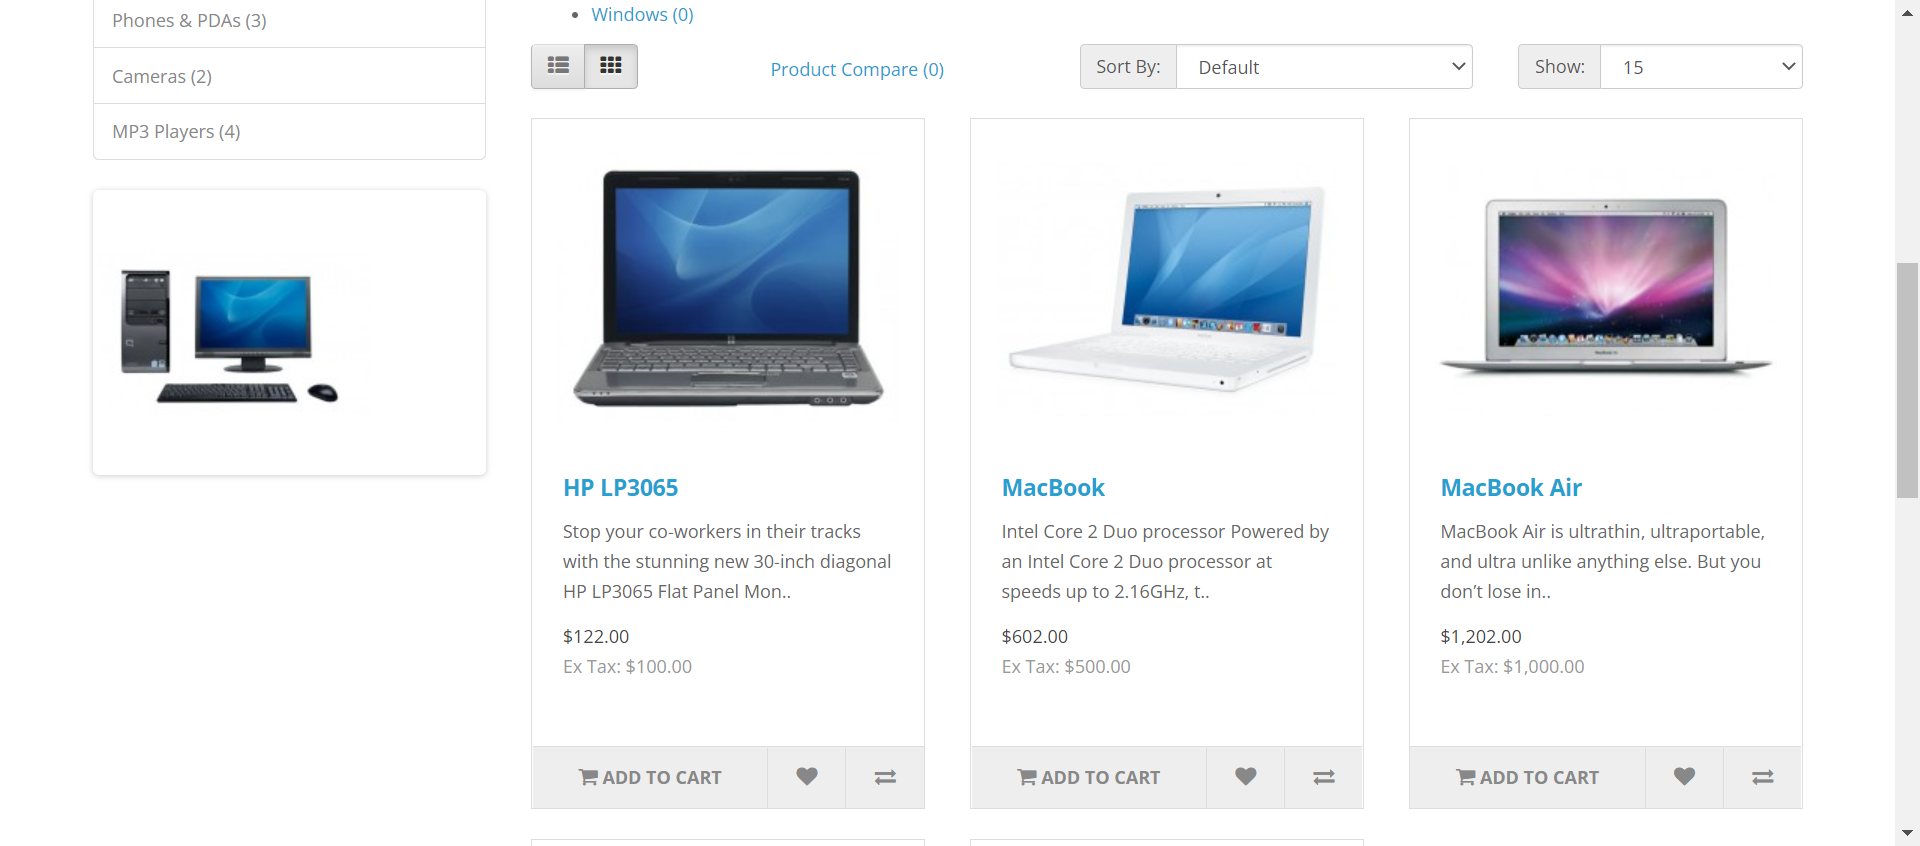 Phones & PDAs (3)
Cameras (2)
MP3 Players (4)
Windows (0)
Product Compare (0)
Sort By:
Default
Show:
15
HP LP3065
Stop your co-workers in their tracks
with the stunning new 30-inch diagonal
HP LP3065 Flat Panel Mon..
$122.00
Ex Tax: $100.00
ADD TO CART
MacBook
Intel Core 2 Duo processor Powered by
an Intel Core 2 Duo processor at
speeds up to 2.16GHz, t..
$602.00
Ex Tax: $500.00
ADD TO CART
MacBook Air
MacBook Air is ultrathin, ultraportable,
and ultra unlike anything else. But you
don’t lose in..
$1,202.00
Ex Tax: $1,000.00
ADD TO CART